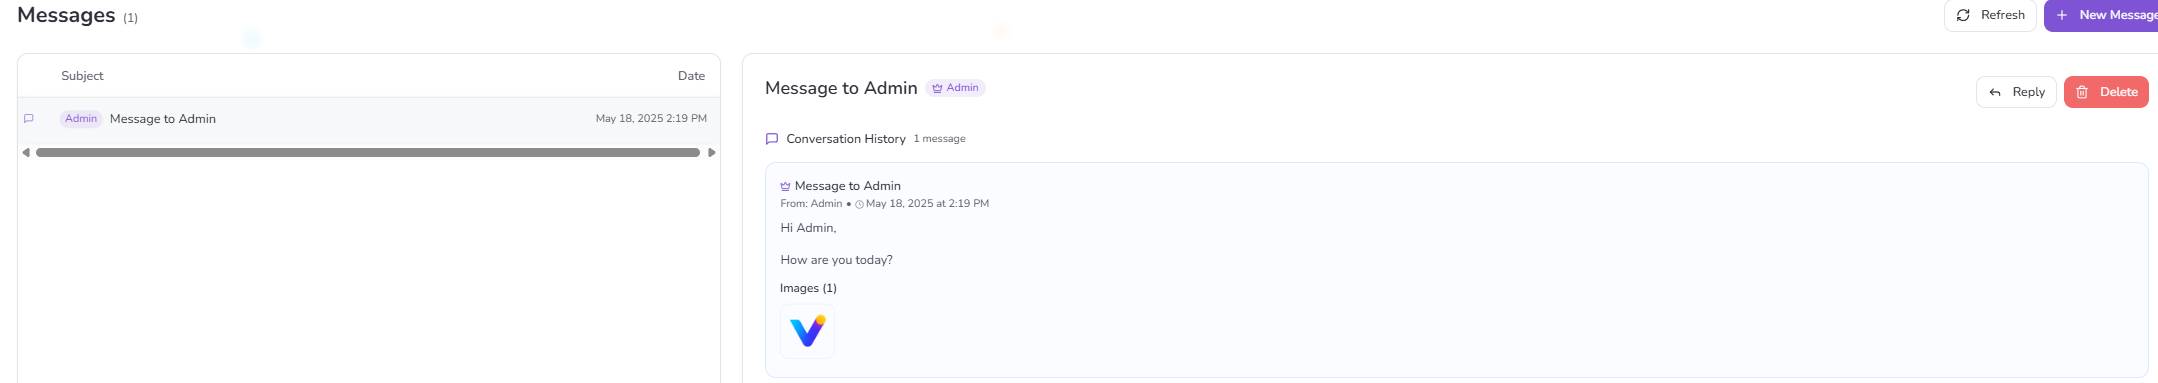 Messages (1)
Refresh
New Message
Subject
Date
Admin Message to Admin
May 18, 2025 2:19 PM
Message to Admin Admin
Reply
Delete
Conversation History 1 message
Message to Admin
From: Admin • May 18, 2025 at 2:19 PM
Hi Admin,
How are you today?
Images (1)